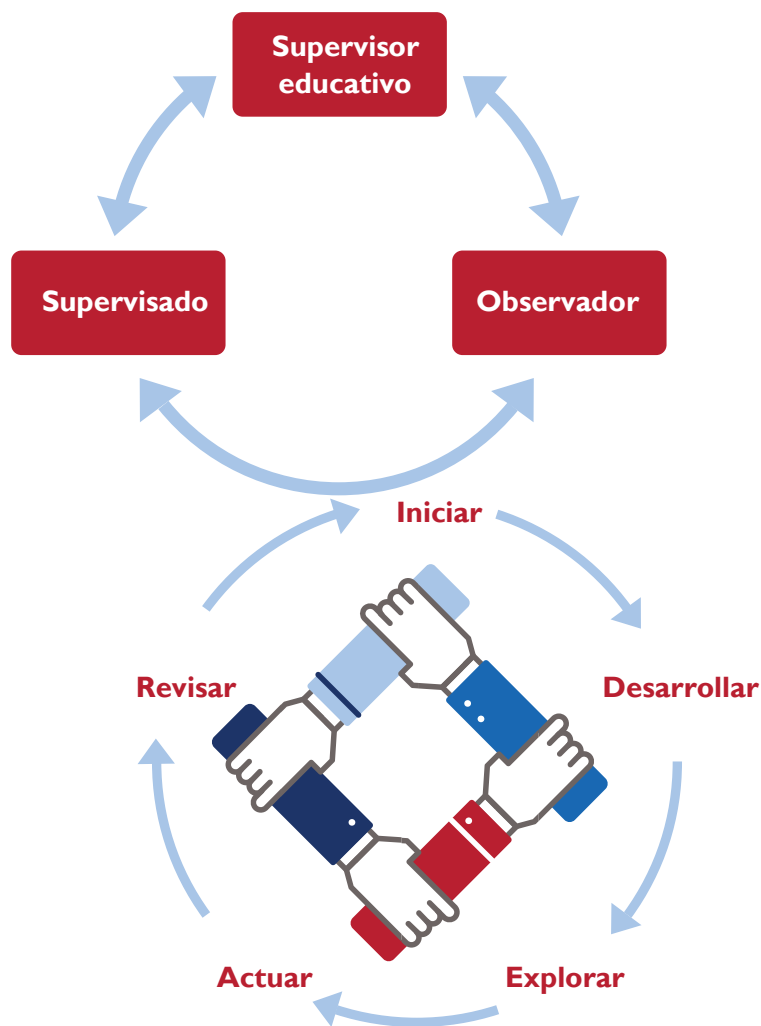 Supervisor
educativo
Supervisado
Observador
Iniciar
Revisar
Desarrollar
Actuar
Explorar